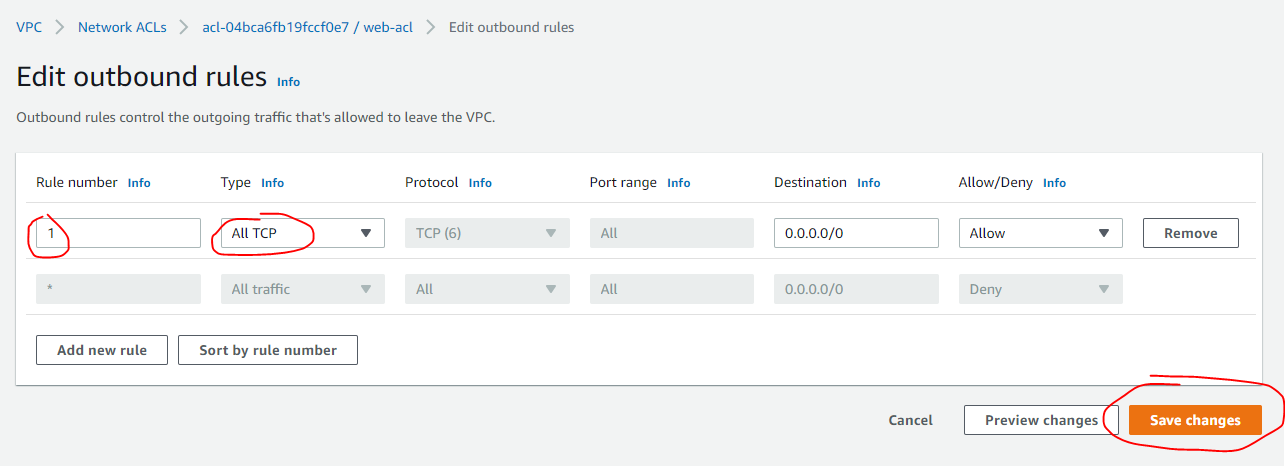 VPC > Network ACLs > acl-04bca6fb19fccf0e7 / web-acl > Edit outbound rules
Edit outbound rules Info
Outbound rules control the outgoing traffic that's allowed to leave the VPC.
Rule number Info Type Info Protocol Info Port range Info Destination Info Allow/Deny Info
1 All TCP TCP (6) All 0.0.0.0/0 Allow Remove
* All traffic All All 0.0.0.0/0 Deny
Add new rule Sort by rule number
Cancel Preview changes Save changes